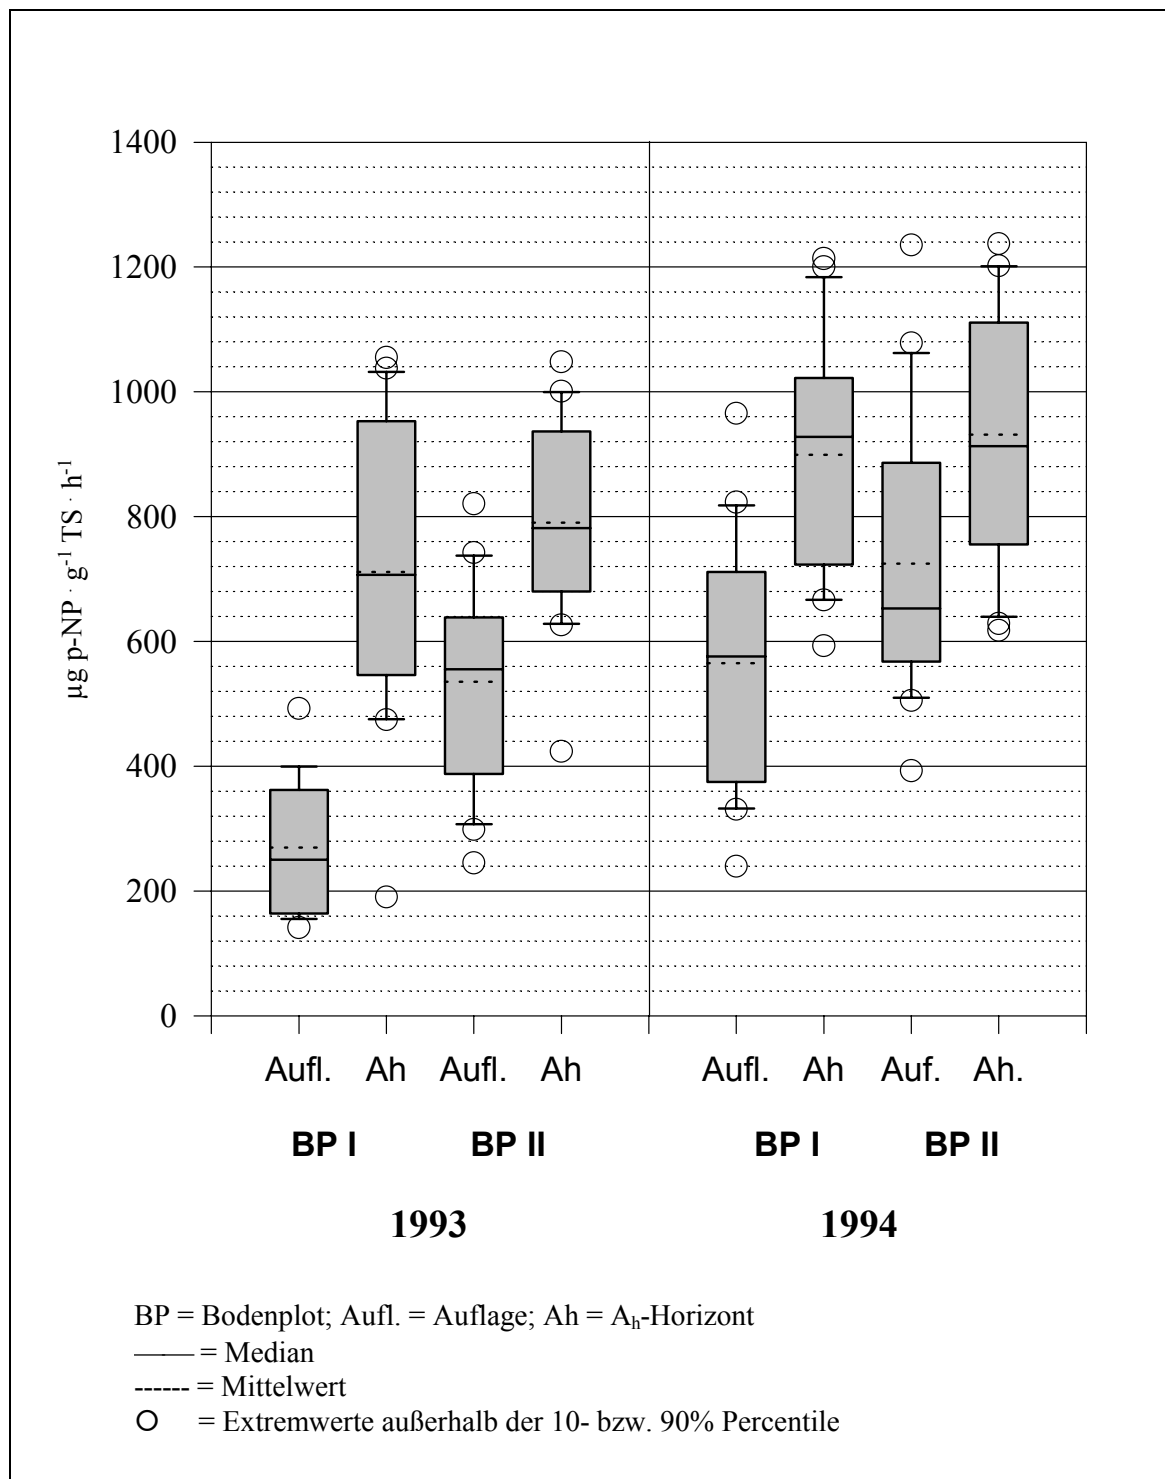 1400
1200
1000
800
600
400
200
0
µg p-NP · g⁻¹ TS · h⁻¹
Aufl. Ah Aufl. Ah Aufl. Ah Auf. Ah.
BP I BP II BP I BP II
1993 1994
BP = Bodenplot; Aufl. = Auflage; Ah = Aₕ-Horizont
= Median
------ = Mittelwert
= Extremwerte außerhalb der 10- bzw. 90% Percentile